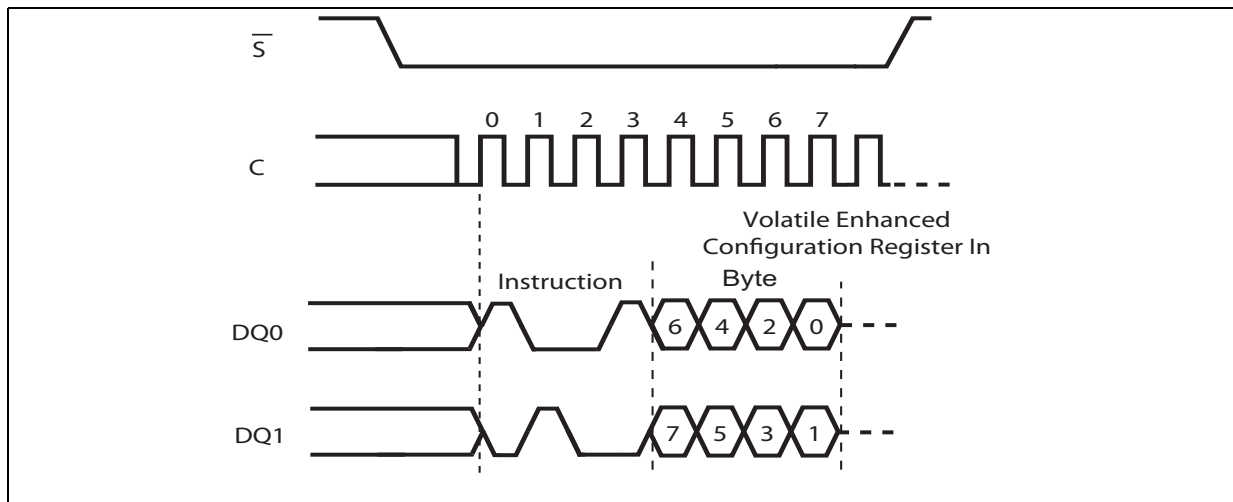 S
0 1 2 3 4 5 6 7
C
Volatile Enhanced
Configuration Register In
Byte
Instruction
DQ0
6 4 2 0
DQ1
7 5 3 1